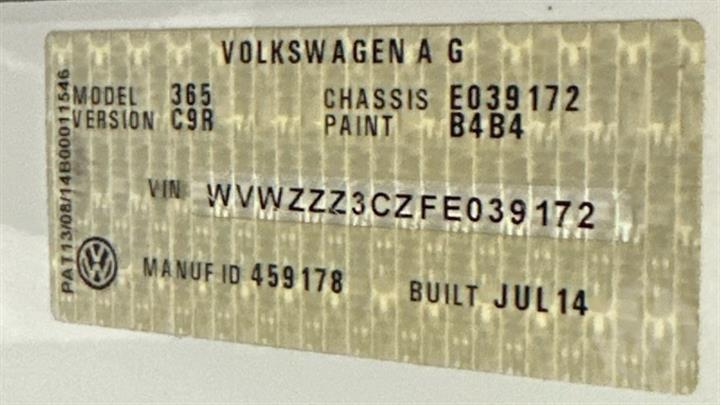 VOLKSWAGEN A G
MODEL 365 CHASSIS E039172
VERSION C9R PAINT B4B4
VIN WVWZZZ3CZFE039172
MANUF ID 459178 BUILT JUL14
PAT13/08/14B00011546